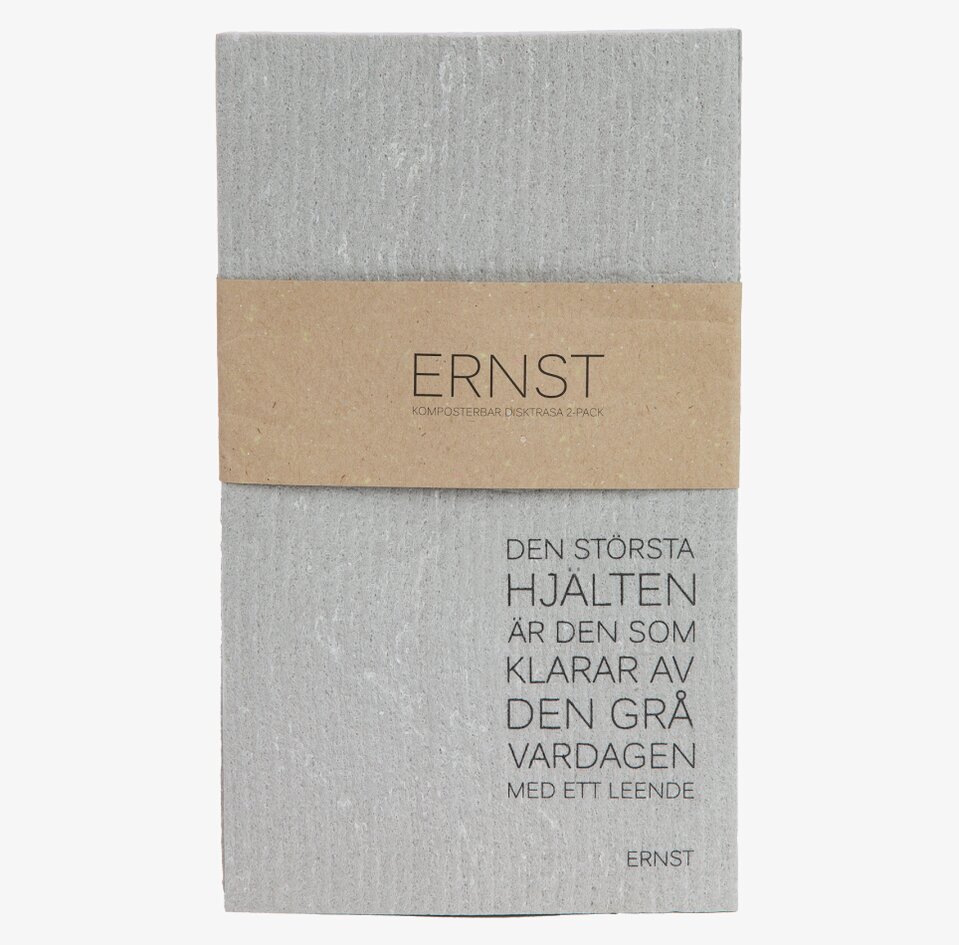 ERNST
KOMPOSTERBAR DISKTRASA 2-PACK
DEN STÖRSTA
HJÄLTEN
ÄR DEN SOM
KLARAR AV
DEN GRÅ
VARDAGEN
MED ETT LEENDE
ERNST